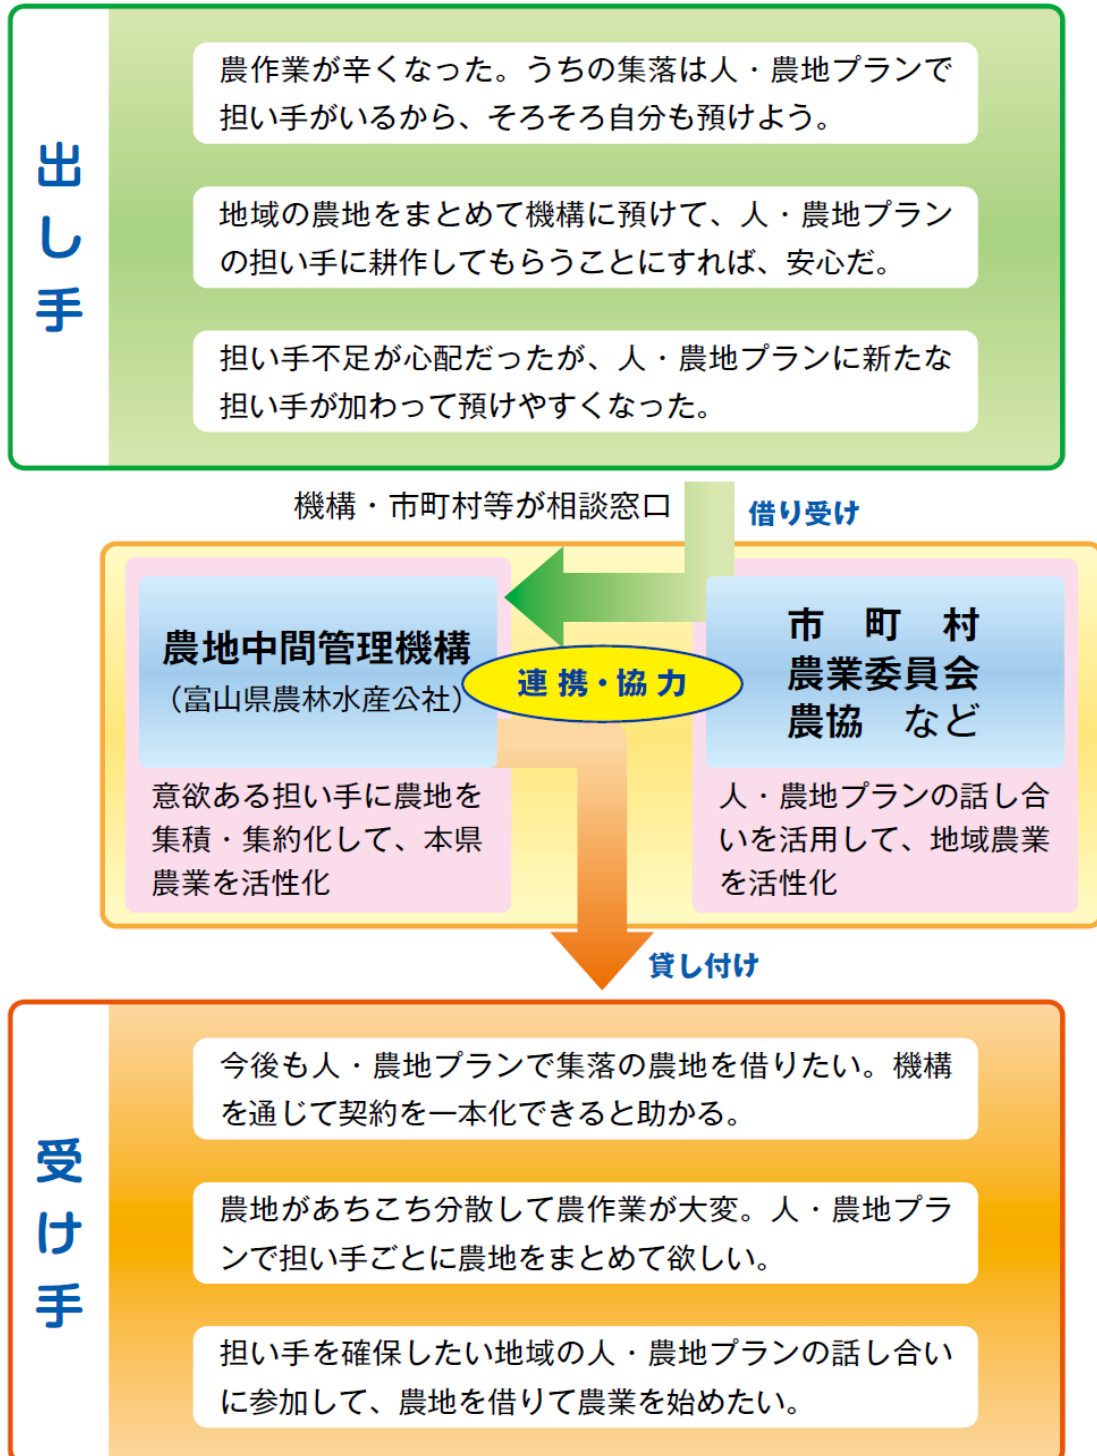 出し手
農作業が辛くなった。うちの集落は人・農地プランで
担い手がいるから、そろそろ自分も預けよう。
地域の農地をまとめて機構に預けて、人・農地プラン
の担い手に耕作してもらうことにすれば、安心だ。
担い手不足が心配だったが、人・農地プランに新たな
担い手が加わって預けやすくなった。
機構・市町村等が相談窓口
借り受け
農地中間管理機構
（富山県農林水産公社）
連携・協力
市　町　村
農業委員会
農協　など
意欲ある担い手に農地を
集積・集約化して、本県
農業を活性化
人・農地プランの話し合
いを活用して、地域農業
を活性化
貸し付け
受け手
今後も人・農地プランで集落の農地を借りたい。機構
を通じて契約を一本化できると助かる。
農地があちこち分散して農作業が大変。人・農地プラ
ンで担い手ごとに農地をまとめて欲しい。
担い手を確保したい地域の人・農地プランの話し合い
に参加して、農地を借りて農業を始めたい。